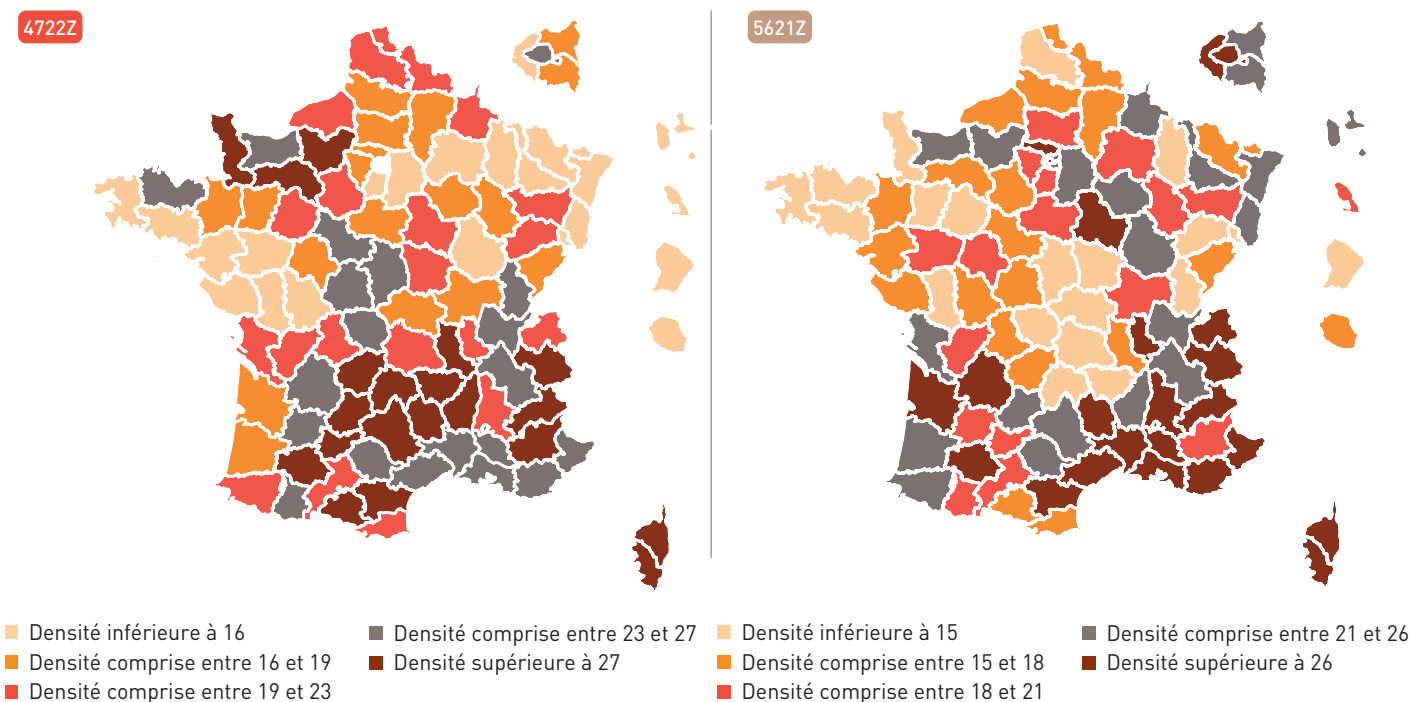 4722Z
5621Z
Densité inférieure à 16
Densité comprise entre 16 et 19
Densité comprise entre 19 et 23
Densité comprise entre 23 et 27
Densité supérieure à 27
Densité inférieure à 15
Densité comprise entre 15 et 18
Densité comprise entre 18 et 21
Densité comprise entre 21 et 26
Densité supérieure à 26